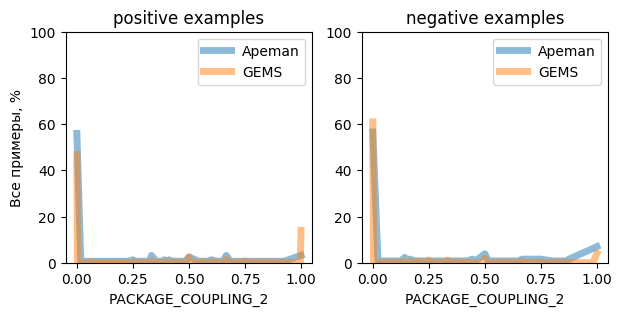 positive examples
negative examples
100
80
60
40
20
0
Все примеры, %
Apeman
GEMS
0.00 0.25 0.50 0.75 1.00
PACKAGE_COUPLING_2
100
80
60
40
20
0
Apeman
GEMS
0.00 0.25 0.50 0.75 1.00
PACKAGE_COUPLING_2